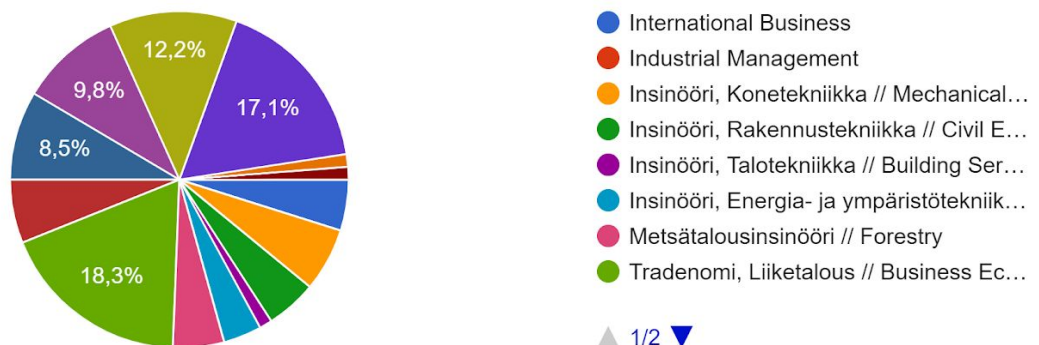 12,2%
9,8%
17,1%
8,5%
18,3%
International Business
Industrial Management
Insinööri, Konetekniikka // Mechanical…
Insinööri, Rakennustekniikka // Civil E…
Insinööri, Talotekniikka // Building Ser…
Insinööri, Energia- ja ympäristötekniik…
Metsätalousinsinööri // Forestry
Tradenomi, Liiketalous // Business Ec…
1/2